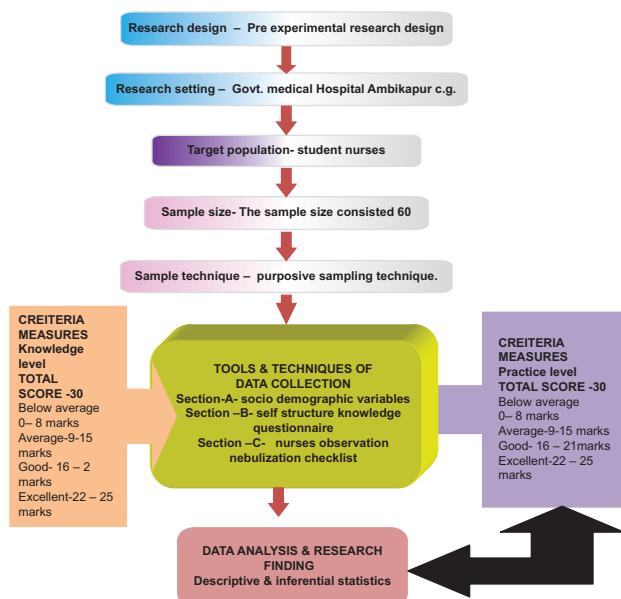 Research design – Pre experimental research design
Research setting – Govt. medical Hospital Ambikapur c.g.
Target population- student nurses
Sample size- The sample size consisted 60
Sample technique – purposive sampling technique.
CREITERIA
MEASURES
Knowledge
level
TOTAL
SCORE -30
Below average
0– 8 marks
Average-9-15
marks
Good- 16 – 2
marks
Excellent-22 – 25
marks
TOOLS & TECHNIQUES OF
DATA COLLECTION
Section-A- socio demographic variables
Section –B- self structure knowledge
questionnaire
Section –C- nurses observation
nebulization checklist
CREITERIA
MEASURES
Practice level
TOTAL SCORE -30
Below average
0– 8 marks
Average-9-15 marks
Good- 16 – 21marks
Excellent-22 – 25
marks
DATA ANALYSIS & RESEARCH
FINDING
Descriptive & inferential statistics